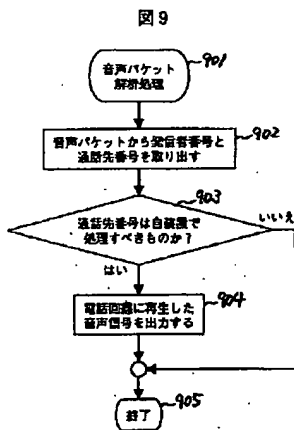 図9
音声パケット
解析処理
901
音声パケットから発信者番号と
通話先番号を取り出す
902
903
通話先番号は自装置で
処理すべきものか？
いいえ
はい
電話回線に再生した
音声信号を出力する
904
終了
905